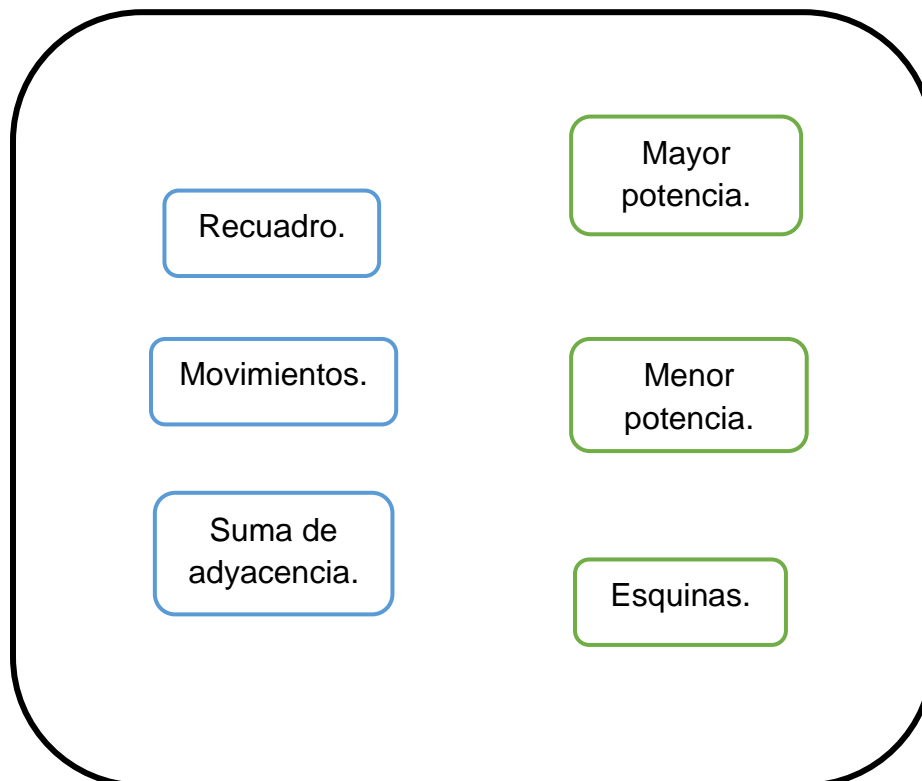 Recuadro.
Movimientos.
Suma de
adyacencia.
Mayor
potencia.
Menor
potencia.
Esquinas.